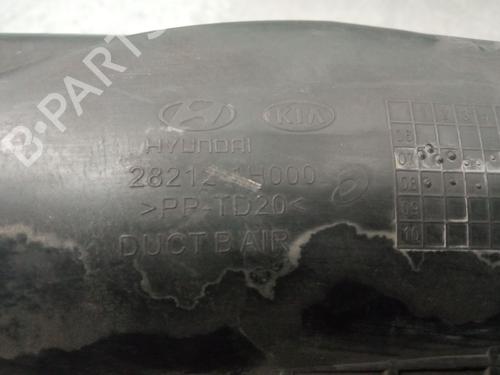 B-PARTS
HYUNDAI
KIA
28212 H000
>PP-TD20<
DUCT B AIR
06
07
08
09
10